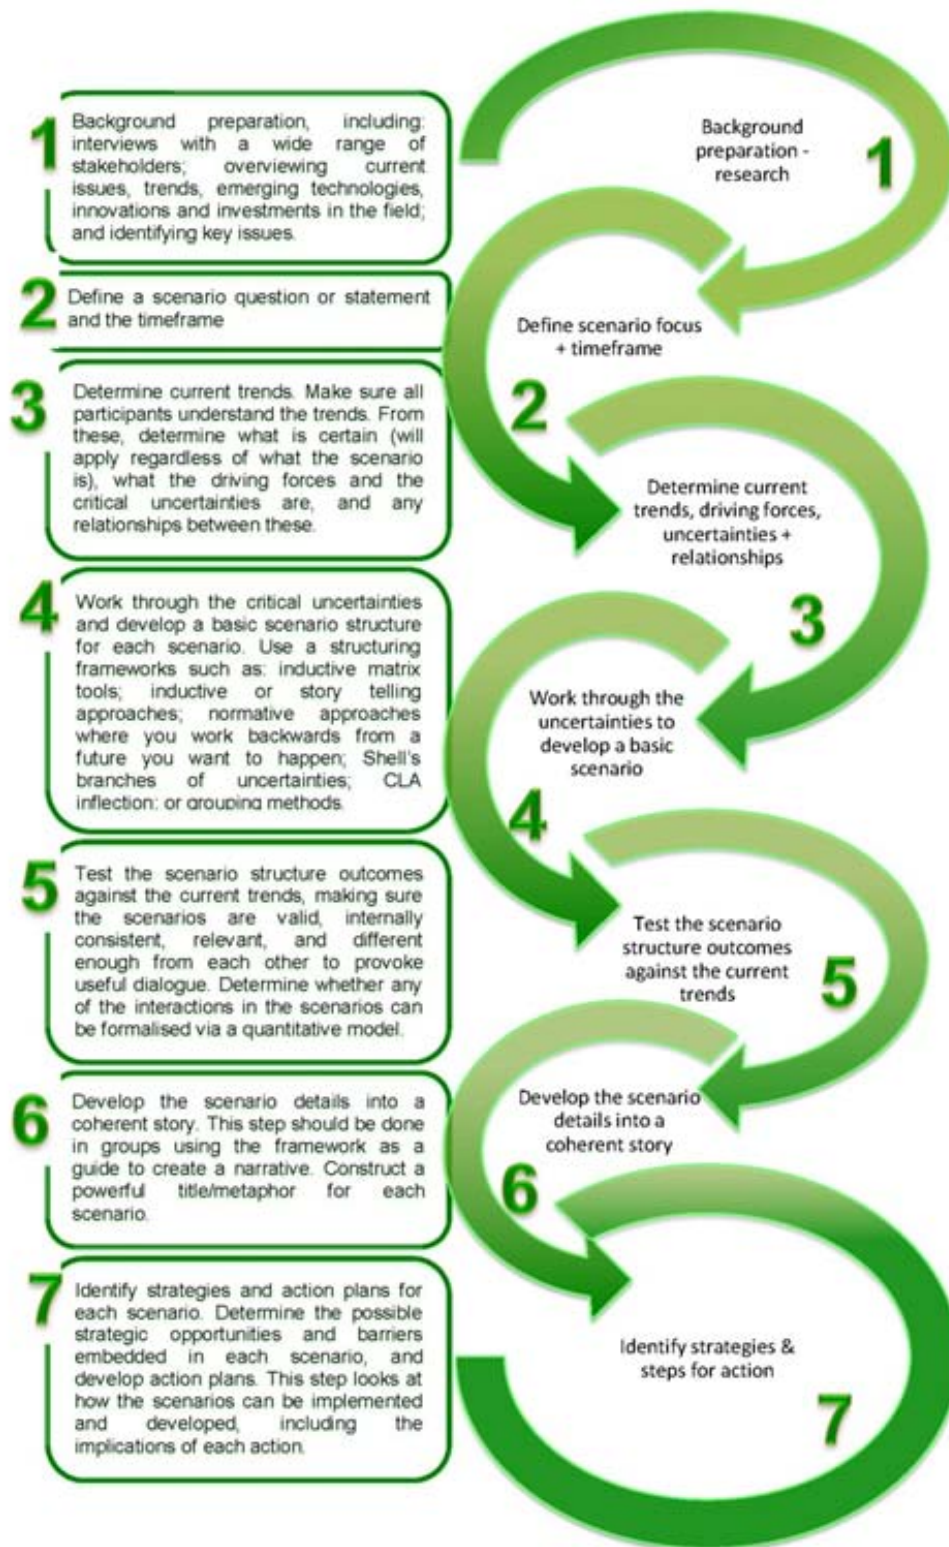 1
Background preparation, including:
interviews with a wide range of
stakeholders; overviewing current
issues, trends, emerging technologies,
innovations and investments in the field;
and identifying key issues.
Background
preparation -
research
1
2
Define a scenario question or statement
and the timeframe
Define scenario focus
+ timeframe
2
3
Determine current trends. Make sure all
participants understand the trends. From
these, determine what is certain (will
apply regardless of what the scenario
is), what the driving forces and the
critical uncertainties are, and any
relationships between these.
Determine current
trends, driving forces,
uncertainties +
relationships
3
4
Work through the critical uncertainties
and develop a basic scenario structure
for each scenario. Use a structuring
frameworks such as: inductive matrix
tools; inductive or story telling
approaches; normative approaches
where you work backwards from a
future you want to happen; Shell's
branches of uncertainties; CLA
inflection; or grouping methods.
Work through the
uncertainties to
develop a basic
scenario
4
5
Test the scenario structure outcomes
against the current trends, making sure
the scenarios are valid, internally
consistent, relevant, and different
enough from each other to provoke
useful dialogue. Determine whether any
of the interactions in the scenarios can
be formalised via a quantitative model.
Test the scenario
structure outcomes
against the current
trends
5
6
Develop the scenario details into a
coherent story. This step should be done
in groups using the framework as a
guide to create a narrative. Construct a
powerful title/metaphor for each
scenario.
Develop the scenario
details into a
coherent story
6
7
Identify strategies and action plans for
each scenario. Determine the possible
strategic opportunities and barriers
embedded in each scenario, and
develop action plans. This step looks at
how the scenarios can be implemented
and developed, including the
implications of each action.
Identify strategies &
steps for action
7